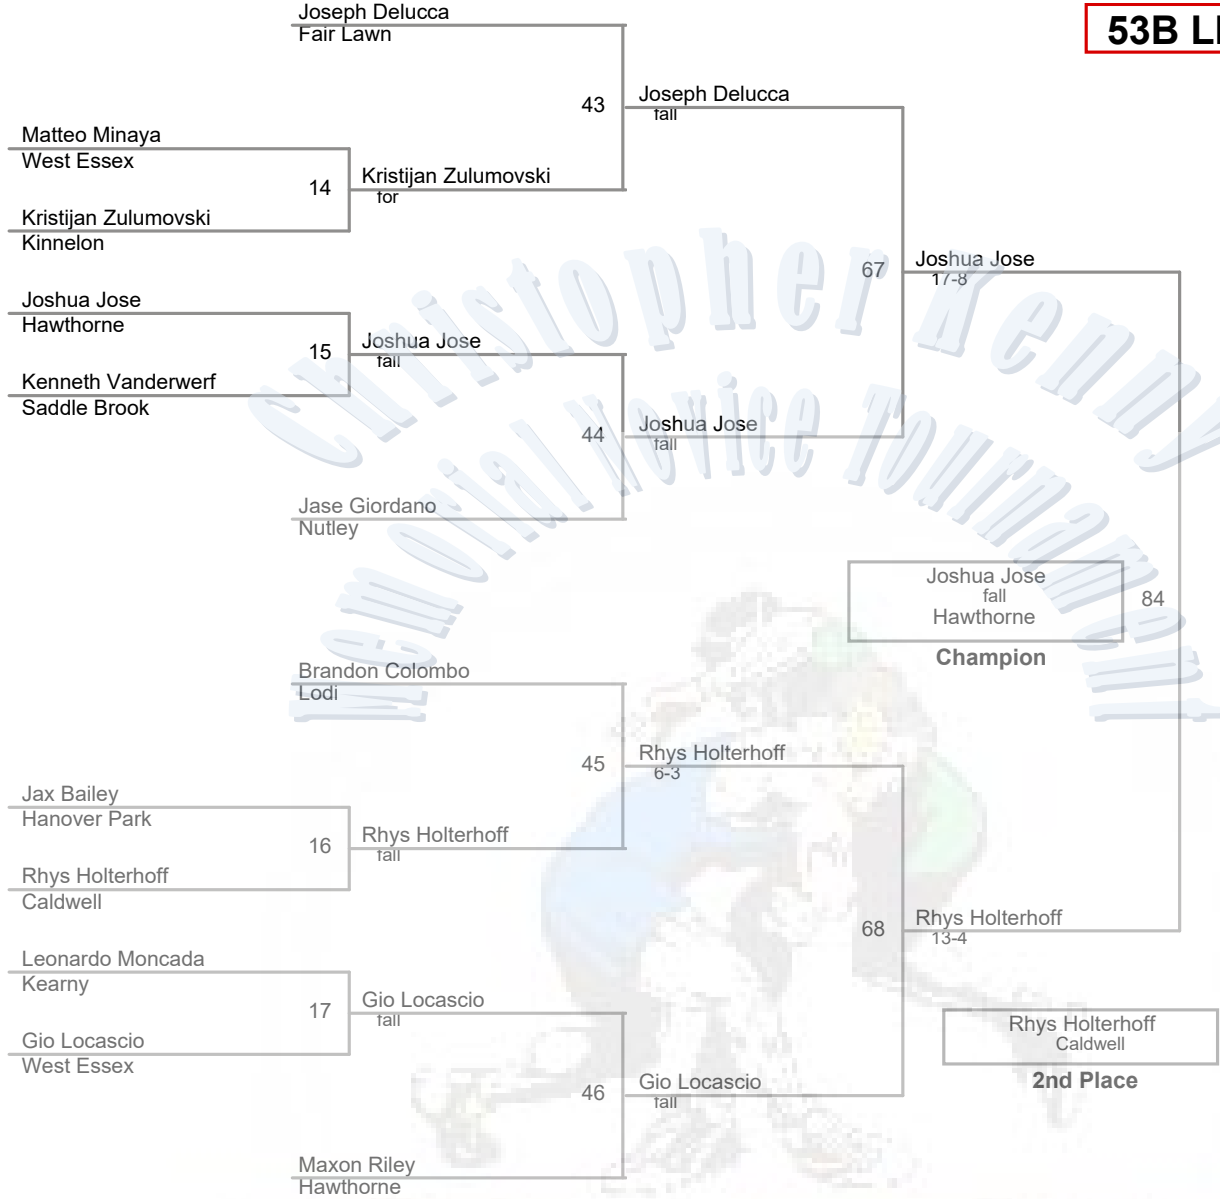 Joseph Delucca
Fair Lawn
53B
43
Joseph Delucca
fall
Matteo Minaya
West Essex
14
Kristijan Zulumovski
for
Kristijan Zulumovski
Kinnelon
Christopher Kenny
Memorial Novice Tournament
67
Joshua Jose
17-8
Joshua Jose
Hawthorne
15
Joshua Jose
fall
Kenneth Vanderwerf
Saddle Brook
44
Joshua Jose
fall
Jase Giordano
Nutley
Joshua Jose
fall
Hawthorne
84
Champion
Brandon Colombo
Lodi
45
Rhys Holterhoff
6-3
Jax Bailey
Hanover Park
16
Rhys Holterhoff
fall
Rhys Holterhoff
Caldwell
68
Rhys Holterhoff
13-4
Leonardo Moncada
Kearny
17
Gio Locascio
fall
Gio Locascio
West Essex
Rhys Holterhoff
Caldwell
2nd Place
46
Gio Locascio
fall
Maxon Riley
Hawthorne